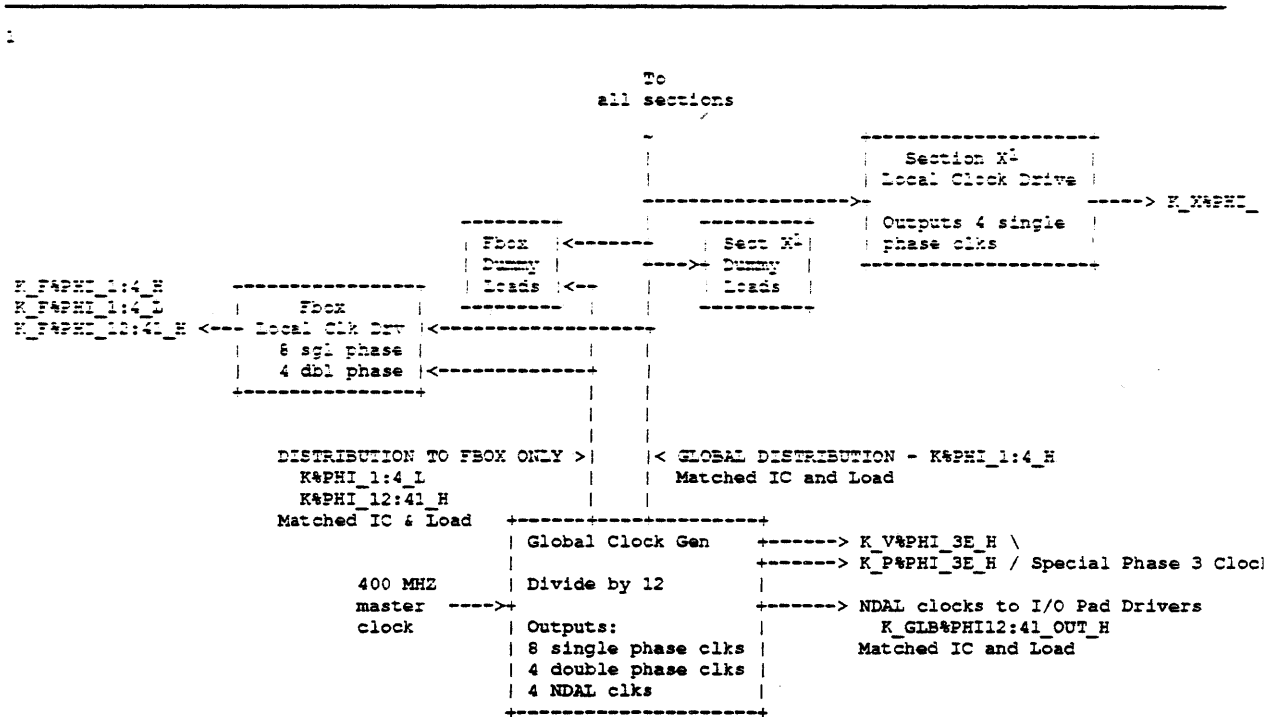 1
To
all sections
Section X1
Local Clock Drive
Outputs 4 single
phase clks
K_X%PHI_
Fbox
Dummy
Loads
Sect X1
Dummy
Loads
K_F%PHI_1:4_H
K_F%PHI_1:4_L
K_F%PHI_12:41_H
Fbox
Local Clk Drv
8 sgl phase
4 dbl phase
DISTRIBUTION TO FBOX ONLY >
K%PHI_1:4_L
K%PHI_12:41_H
Matched IC & Load
< GLOBAL DISTRIBUTION - K%PHI_1:4_H
Matched IC and Load
400 MHZ
master
clock
Global Clock Gen
Divide by 12
Outputs:
8 single phase clks
4 double phase clks
4 NDAL clks
K_V%PHI_3E_H \
K_P%PHI_3E_H / Special Phase 3 Cloc
NDAL clocks to I/O Pad Drivers
K_GLB%PHI12:41_OUT_H
Matched IC and Load